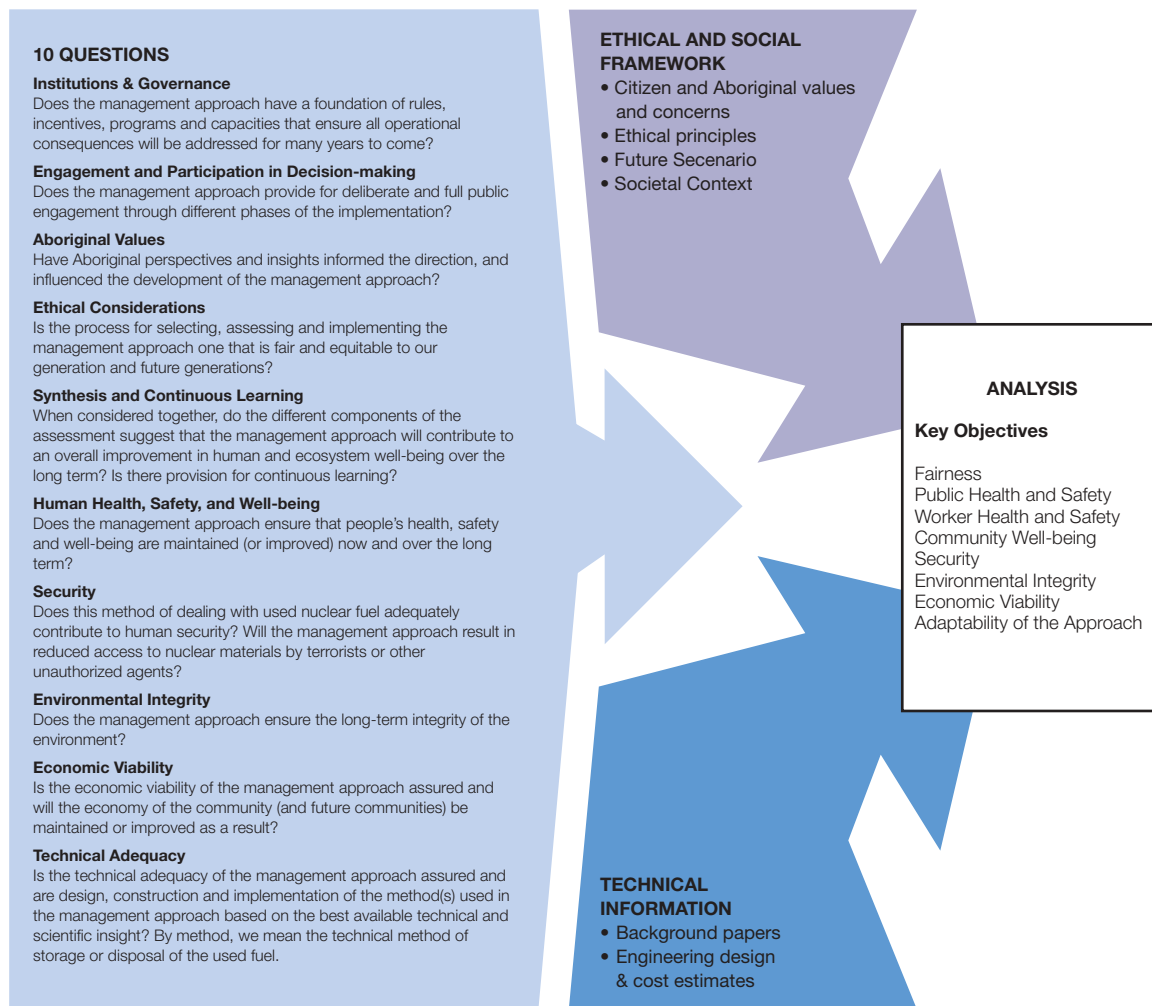 10 QUESTIONS
Institutions & Governance
Does the management approach have a foundation of rules,
incentives, programs and capacities that ensure all operational
consequences will be addressed for many years to come?
Engagement and Participation in Decision-making
Does the management approach provide for deliberate and full public
engagement through different phases of the implementation?
Aboriginal Values
Have Aboriginal perspectives and insights informed the direction, and
influenced the development of the management approach?
Ethical Considerations
Is the process for selecting, assessing and implementing the
management approach one that is fair and equitable to our
generation and future generations?
Synthesis and Continuous Learning
When considered together, do the different components of the
assessment suggest that the management approach will contribute to
an overall improvement in human and ecosystem well-being over the
long term? Is there provision for continuous learning?
Human Health, Safety, and Well-being
Does the management approach ensure that people's health, safety
and well-being are maintained (or improved) now and over the long
term?
Security
Does this method of dealing with used nuclear fuel adequately
contribute to human security? Will the management approach result in
reduced access to nuclear materials by terrorists or other
unauthorized agents?
Environmental Integrity
Does the management approach ensure the long-term integrity of the
environment?
Economic Viability
Is the economic viability of the management approach assured and
will the economy of the community (and future communities) be
maintained or improved as a result?
Technical Adequacy
Is the technical adequacy of the management approach assured and
are design, construction and implementation of the method(s) used in
the management approach based on the best available technical and
scientific insight? By method, we mean the technical method of
storage or disposal of the used fuel.
ETHICAL AND SOCIAL
FRAMEWORK
• Citizen and Aboriginal values
and concerns
• Ethical principles
• Future Secenario
• Societal Context
TECHNICAL
INFORMATION
• Background papers
• Engineering design
& cost estimates
ANALYSIS
Key Objectives
Fairness
Public Health and Safety
Worker Health and Safety
Community Well-being
Security
Environmental Integrity
Economic Viability
Adaptability of the Approach